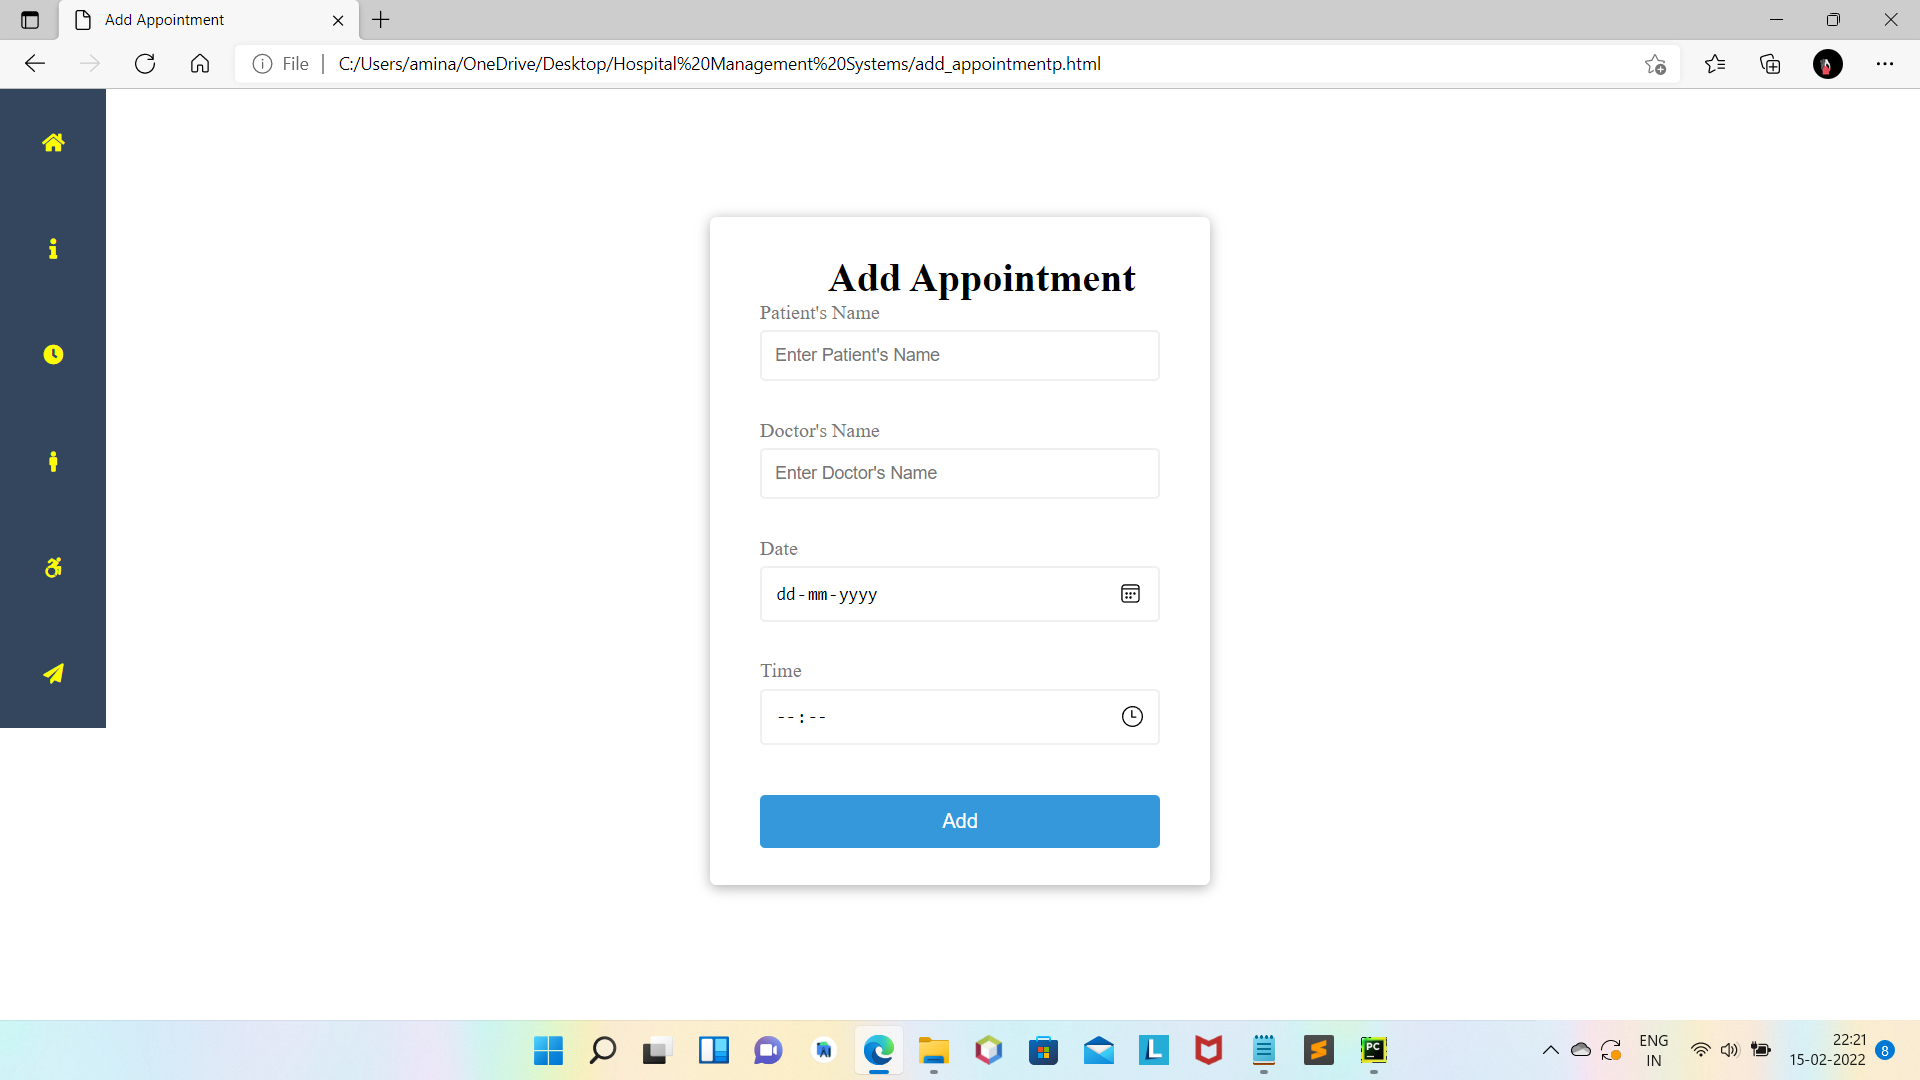 Add Appointment
File
C:/Users/amina/OneDrive/Desktop/Hospital%20Management%20Systems/add_appointmentp.html
Add Appointment
Patient's Name
Enter Patient's Name
Doctor's Name
Enter Doctor's Name
Date
dd-mm-yyyy
Time
--:--
Add
AI
L
PC
ENG
IN
22:21
15-02-2022
8